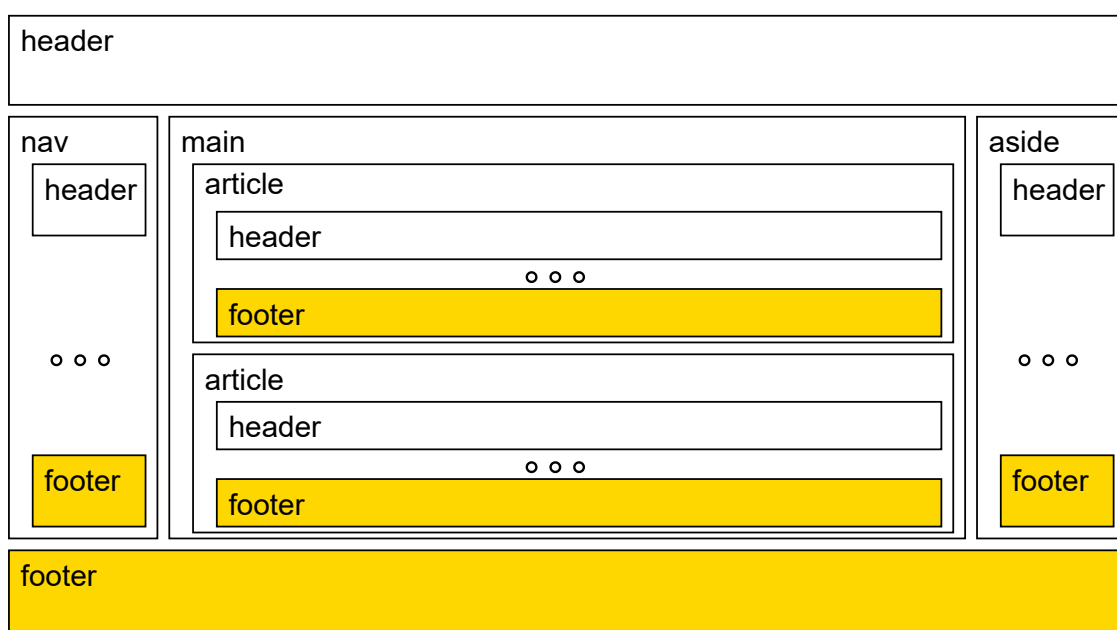 header
nav
header
footer
main
article
header
footer
article
header
footer
aside
header
footer
footer